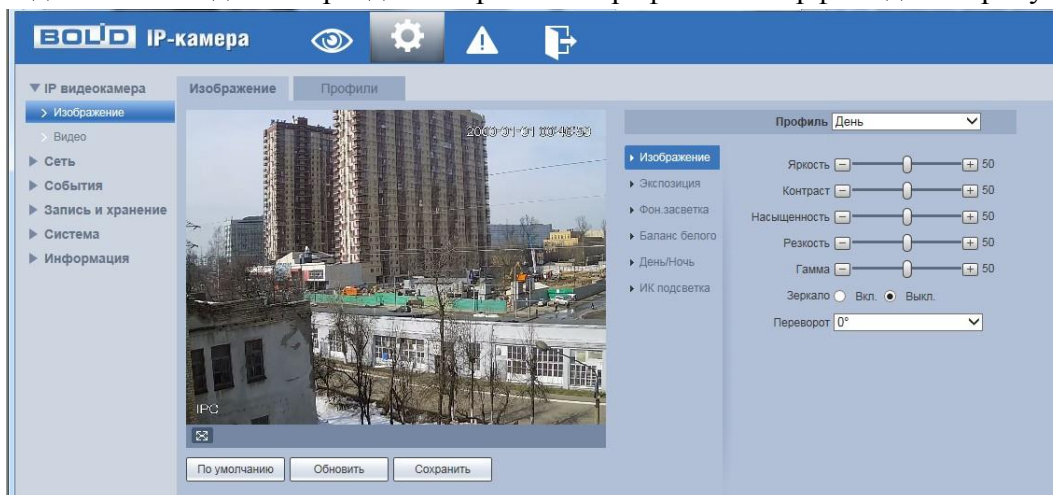 BOLID IP-камера
IP видеокамера
Изображение
Видео
Сеть
События
Запись и хранение
Система
Информация
Изображение Профили
IPC
По умолчанию Обновить Сохранить
Изображение
Экспозиция
Фон.засветка
Баланс белого
День/Ночь
ИК подсветка
Профиль День
Яркость 50
Контраст 50
Насыщенность 50
Резкость 50
Гамма 50
Зеркало Вкл. Выкл.
Переворот 0°